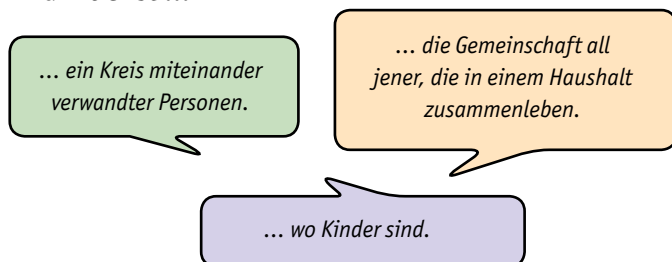 ... ein Kreis miteinander
verwandter Personen.
... die Gemeinschaft all
jener, die in einem Haushalt
zusammenleben.
... wo Kinder sind.